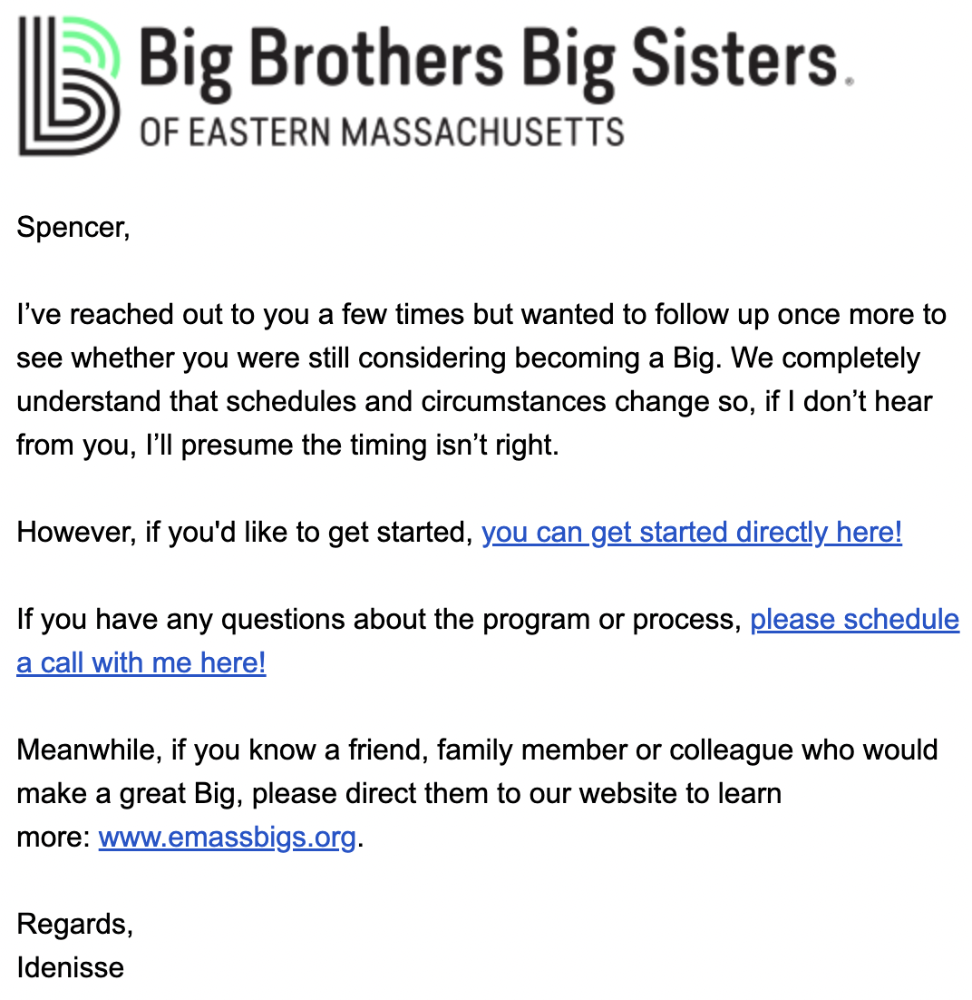 Big Brothers Big Sisters®
OF EASTERN MASSACHUSETTS
Spencer,
I’ve reached out to you a few times but wanted to follow up once more to
see whether you were still considering becoming a Big. We completely
understand that schedules and circumstances change so, if I don’t hear
from you, I’ll presume the timing isn’t right.
However, if you'd like to get started, you can get started directly here!
If you have any questions about the program or process, please schedule
a call with me here!
Meanwhile, if you know a friend, family member or colleague who would
make a great Big, please direct them to our website to learn
more: www.emassbigs.org.
Regards,
Idenisse